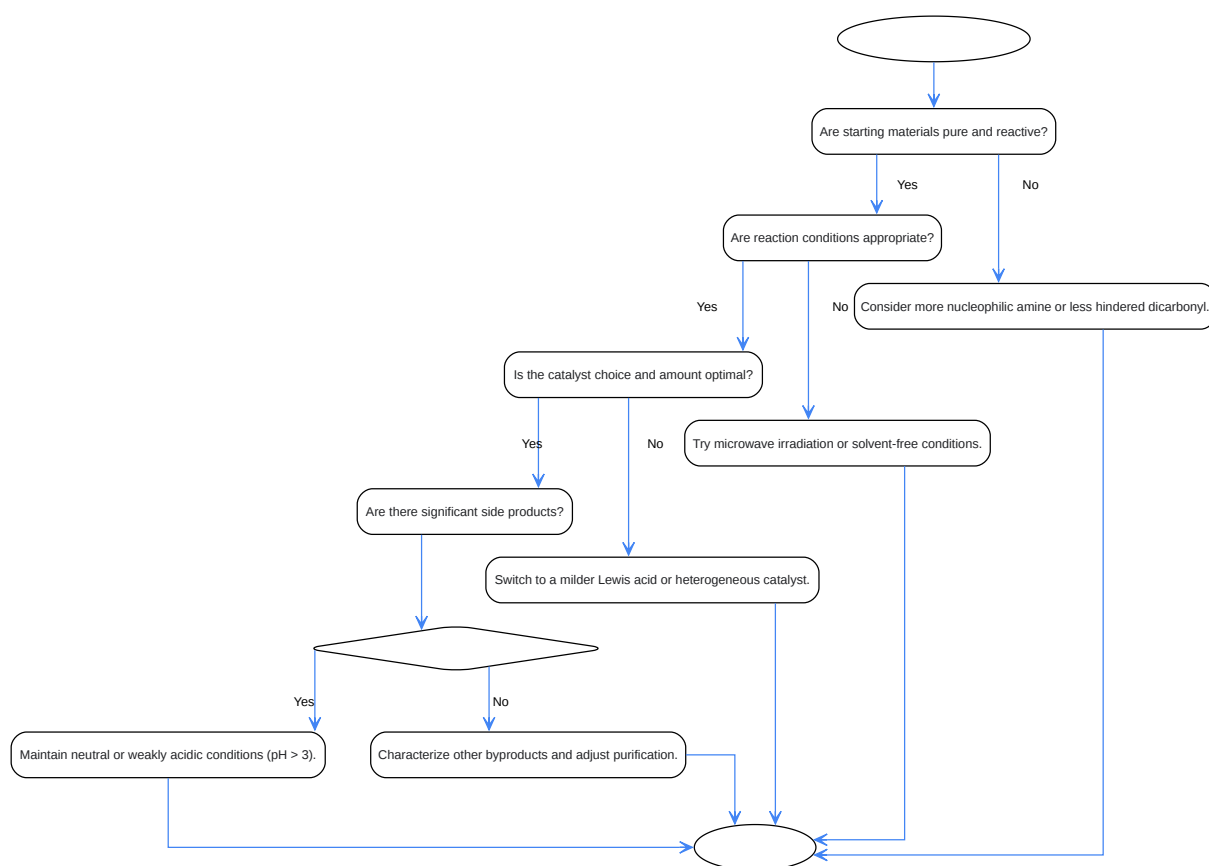 Are starting materials pure and reactive?
Yes
No
Are reaction conditions appropriate?
Yes
No
Consider more nucleophilic amine or less hindered dicarbonyl.
Is the catalyst choice and amount optimal?
Yes
No
Try microwave irradiation or solvent-free conditions.
Are there significant side products?
Switch to a milder Lewis acid or heterogeneous catalyst.
Yes
No
Maintain neutral or weakly acidic conditions (pH > 3).
Characterize other byproducts and adjust purification.